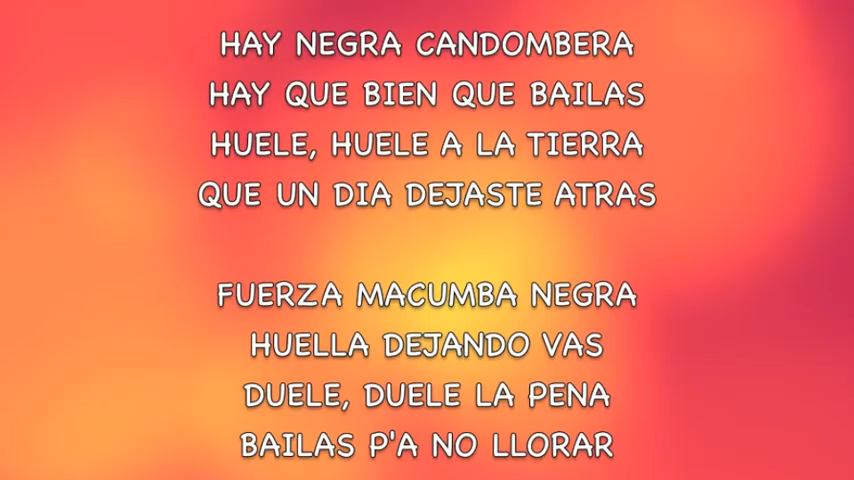 HAY NEGRA CANDOMBERA
HAY QUE BIEN QUE BAILAS
HUELE, HUELE A LA TIERRA
QUE UN DIA DEJASTE ATRAS
FUERZA MACUMBA NEGRA
HUELLA DEJANDO VAS
DUELE, DUELE LA PENA
BAILAS P'A NO LLORAR